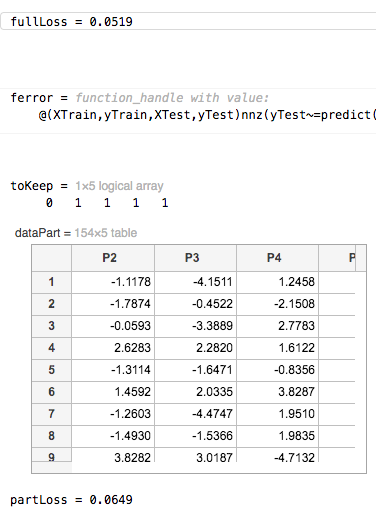 fullLoss = 0.0519
ferror = function_handle with value:
@(XTrain,yTrain,XTest,yTest)nnz(yTest~=predict(
toKeep = 1×5 logical array
0 1 1 1 1
dataPart = 154×5 table
P2 P3 P4 P
1 -1.1178 -4.1511 1.2458
2 -1.7874 -0.4522 -2.1508
3 -0.0593 -3.3889 2.7783
4 2.6283 2.2820 1.6122
5 -1.3114 -1.6471 -0.8356
6 1.4592 2.0335 3.8287
7 -1.2603 -4.4747 1.9510
8 -1.4930 -1.5366 1.9835
9 3.8282 3.0187 -4.7132
partLoss = 0.0649